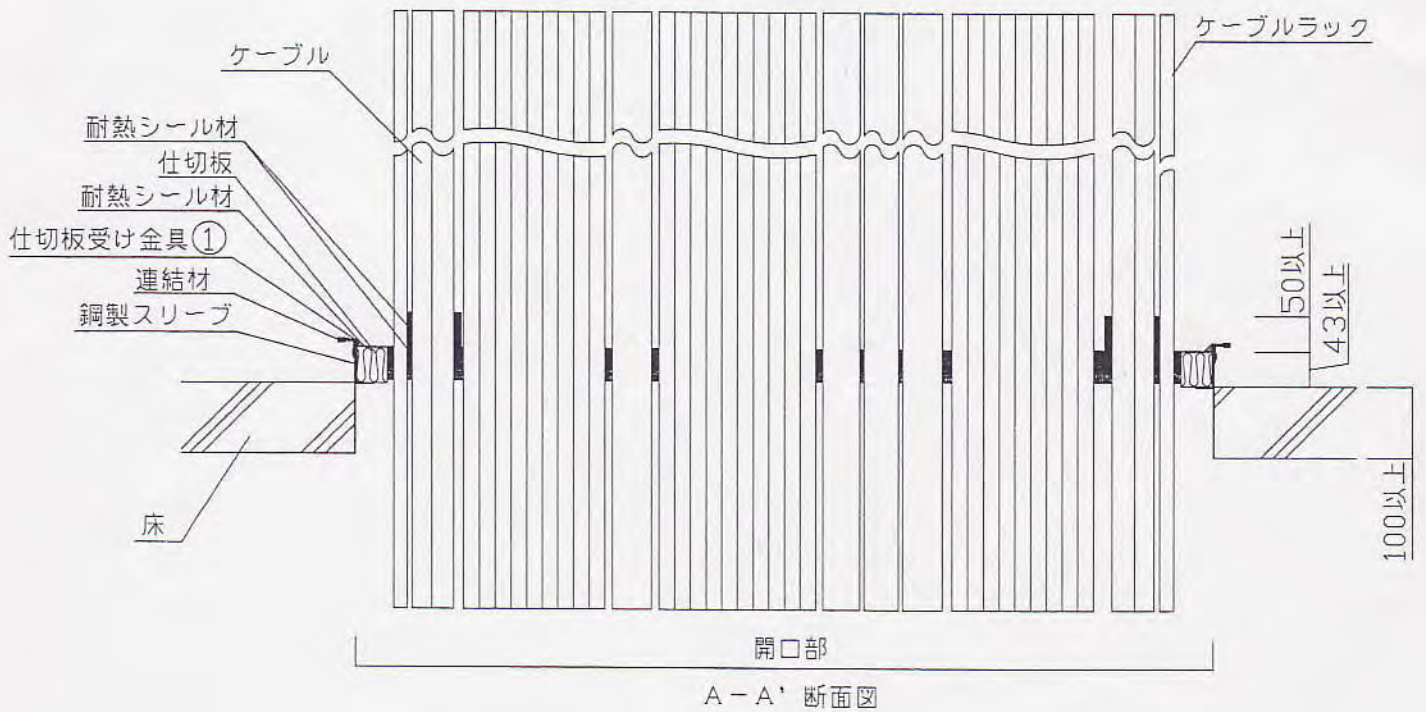 ケーブル
ケーブルラック
耐熱シール材
仕切板
耐熱シール材
仕切板受け金具①
連結材
鋼製スリーブ
50以上
43以上
床
100以上
開口部
A-A' 断面図